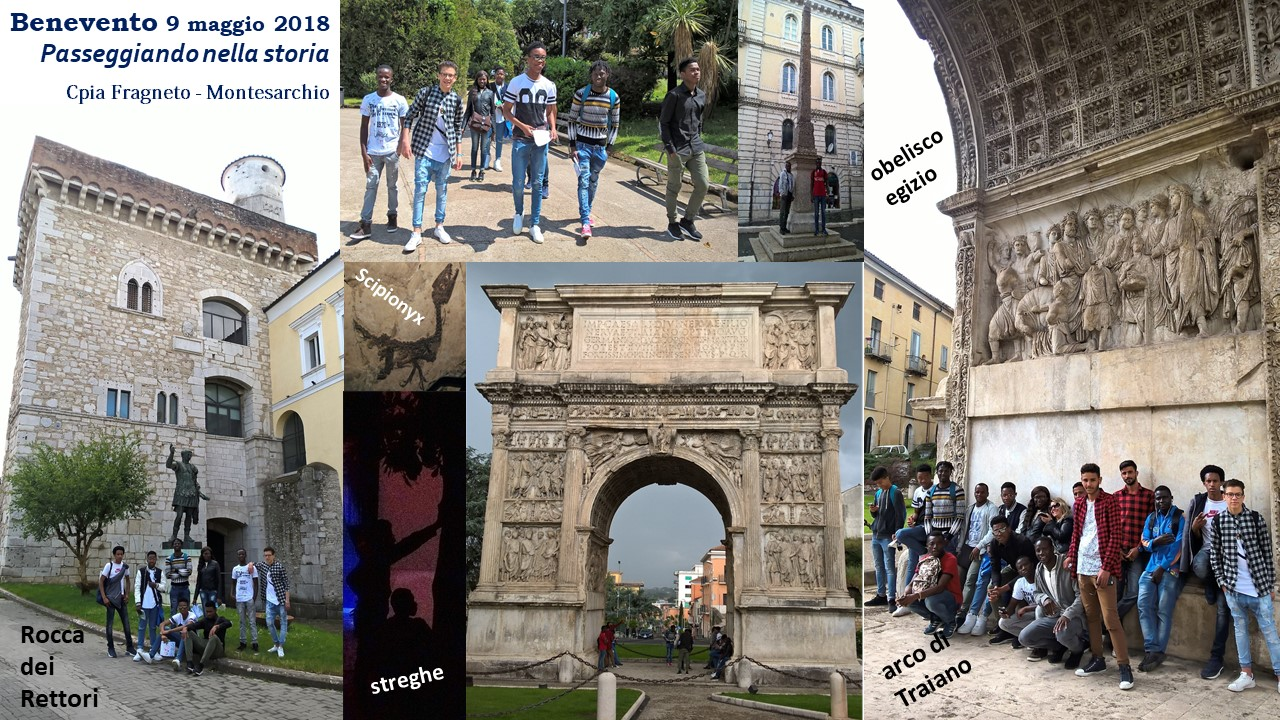 Benevento 9 maggio 2018
Passeggiando nella storia
Cpia Fragneto - Montesarchio
obelisco
egizio
Scipionyx
streghe
Rocca
dei
Rettori
arco di
Traiano